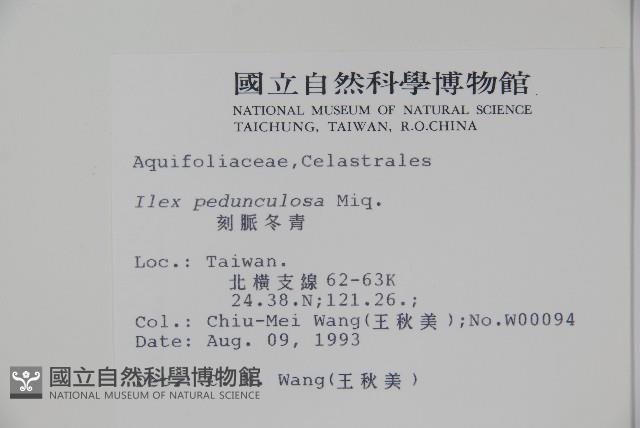 國立自然科學博物館
NATIONAL MUSEUM OF NATURAL SCIENCE
TAICHUNG, TAIWAN, R.O.CHINA
Aquifoliaceae,Celastrales
Ilex pedunculosa Miq.
刻脈冬青
Loc.: Taiwan.
北橫支線62-63K
24.38.N;121.26.;
Col.: Chiu-Mei Wang(王秋美);No.W00094
Date: Aug. 09, 1993
Wang(王秋美)
國立自然科學博物館
NATIONAL MUSEUM OF NATURAL SCIENCE